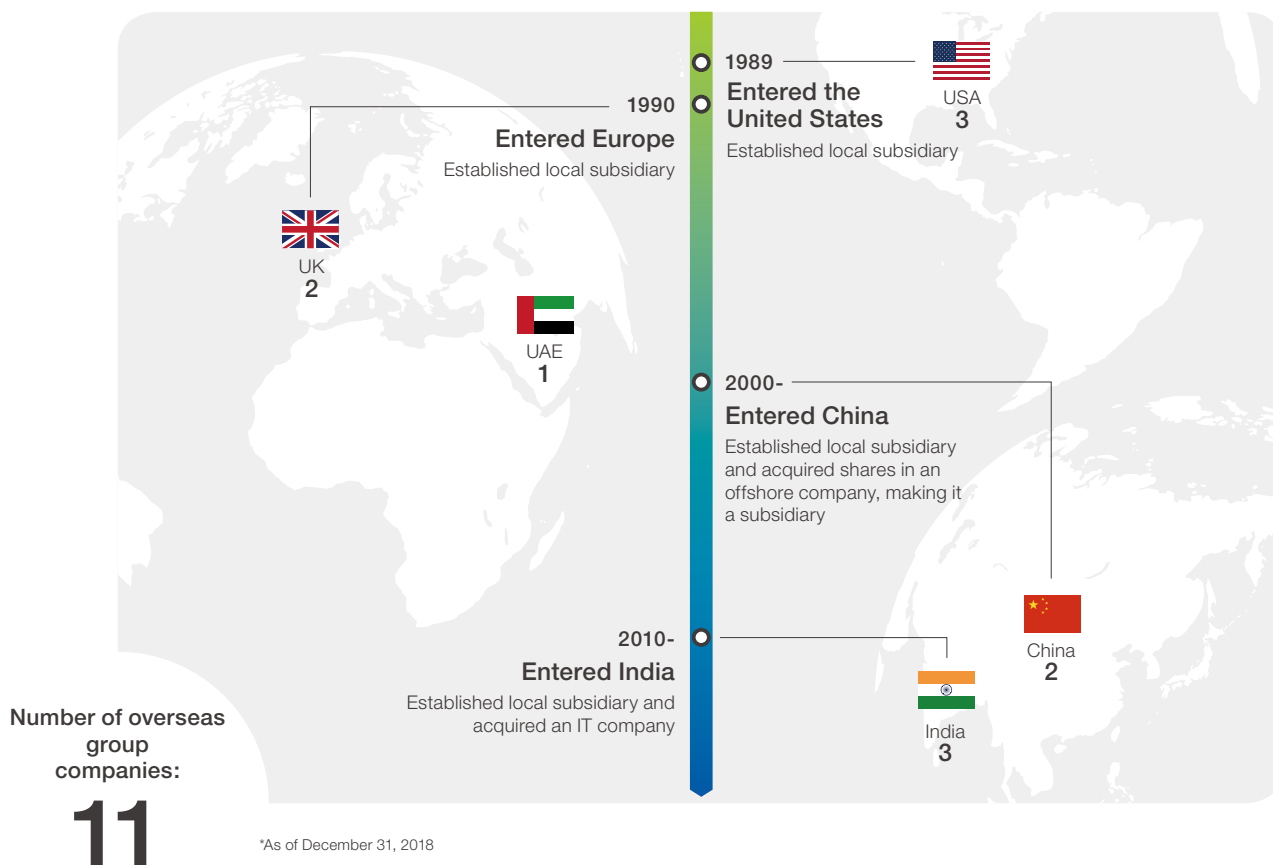 1989
Entered the
United States
Established local subsidiary
USA
3
1990
Entered Europe
Established local subsidiary
UK
2
UAE
1
2000-
Entered China
Established local subsidiary
and acquired shares in an
offshore company, making it
a subsidiary
China
2
2010-
Entered India
Established local subsidiary and
acquired an IT company
India
3
Number of overseas
group
companies:
11
*As of December 31, 2018